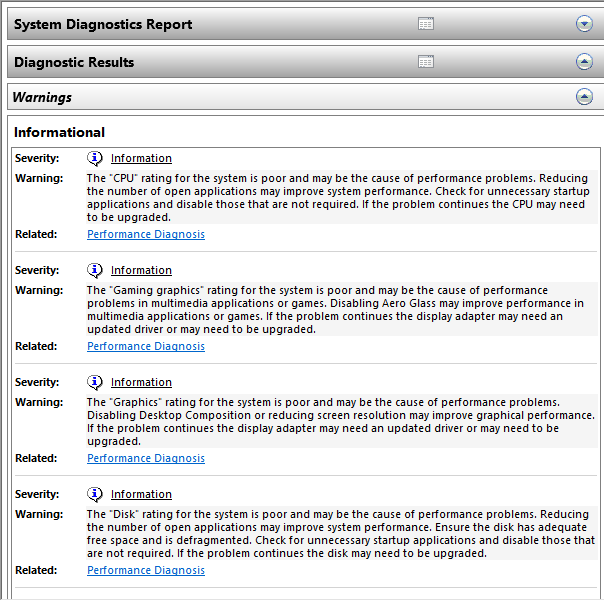 System Diagnostics Report
Diagnostic Results
Warnings
Informational
Severity: Information
Warning: The "CPU" rating for the system is poor and may be the cause of performance problems. Reducing
the number of open applications may improve system performance. Check for unnecessary startup
applications and disable those that are not required. If the problem continues the CPU may need
to be upgraded.
Related: Performance Diagnosis
Severity: Information
Warning: The "Gaming graphics" rating for the system is poor and may be the cause of performance
problems in multimedia applications or games. Disabling Aero Glass may improve performance in
multimedia applications or games. If the problem continues the display adapter may need an
updated driver or may need to be upgraded.
Related: Performance Diagnosis
Severity: Information
Warning: The "Graphics" rating for the system is poor and may be the cause of performance problems.
Disabling Desktop Composition or reducing screen resolution may improve graphical performance.
If the problem continues the display adapter may need an updated driver or may need to be
upgraded.
Related: Performance Diagnosis
Severity: Information
Warning: The "Disk" rating for the system is poor and may be the cause of performance problems. Reducing
the number of open applications may improve system performance. Ensure the disk has adequate
free space and is defragmented. Check for unnecessary startup applications and disable those that
are not required. If the problem continues the disk may need to be upgraded.
Related: Performance Diagnosis